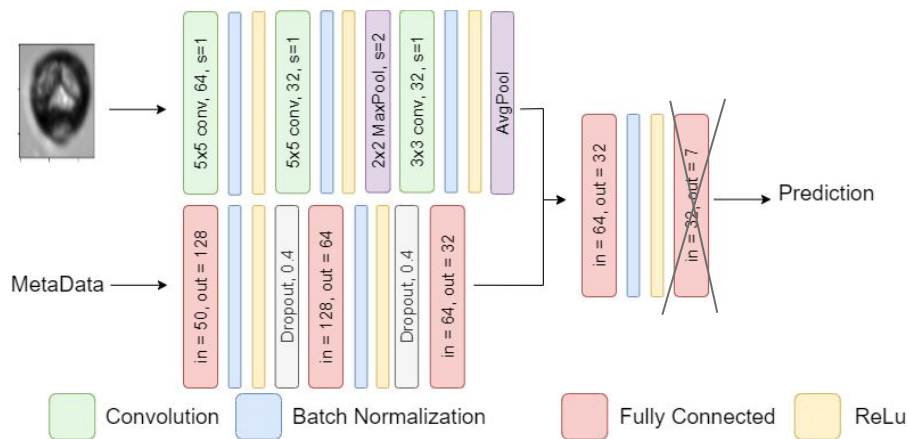 5x5 conv, 64, s=1
5x5 conv, 32, s=1
2x2 MaxPool, s=2
3x3 conv, 32, s=1
AvgPool
MetaData
in = 50, out = 128
Dropout, 0.4
in = 128, out = 64
Dropout, 0.4
in = 64, out = 32
in = 64, out = 32
in = 32, out = 7
Prediction
Convolution
Batch Normalization
Fully Connected
ReLu